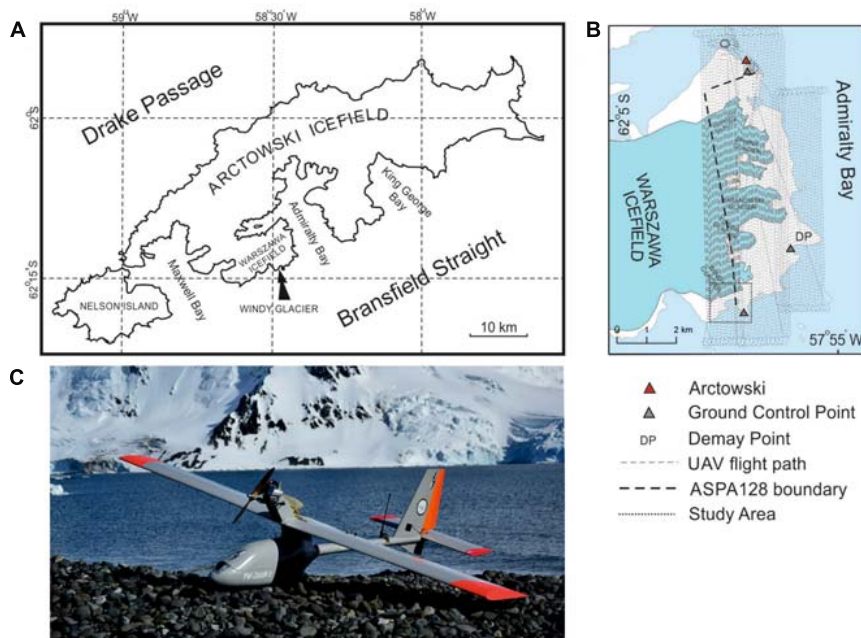 A
59°W
58°30'W
58°W
Drake Passage
62°S
ARCTOWSKI ICEFIELD
King George
Bay
Admiralty Bay
WARSZAWA
ICEFIELD
Maxwell Bay
Bransfield Straight
62°15'S
NELSON ISLAND
WINDY GLACIER
10 km
B
62°5'S
Admiralty Bay
WARSZAWA
ICEFIELD
DP
0 1 2 km
57°55'W
Arctowski
Ground Control Point
DP Demay Point
UAV flight path
ASPA128 boundary
Study Area
C